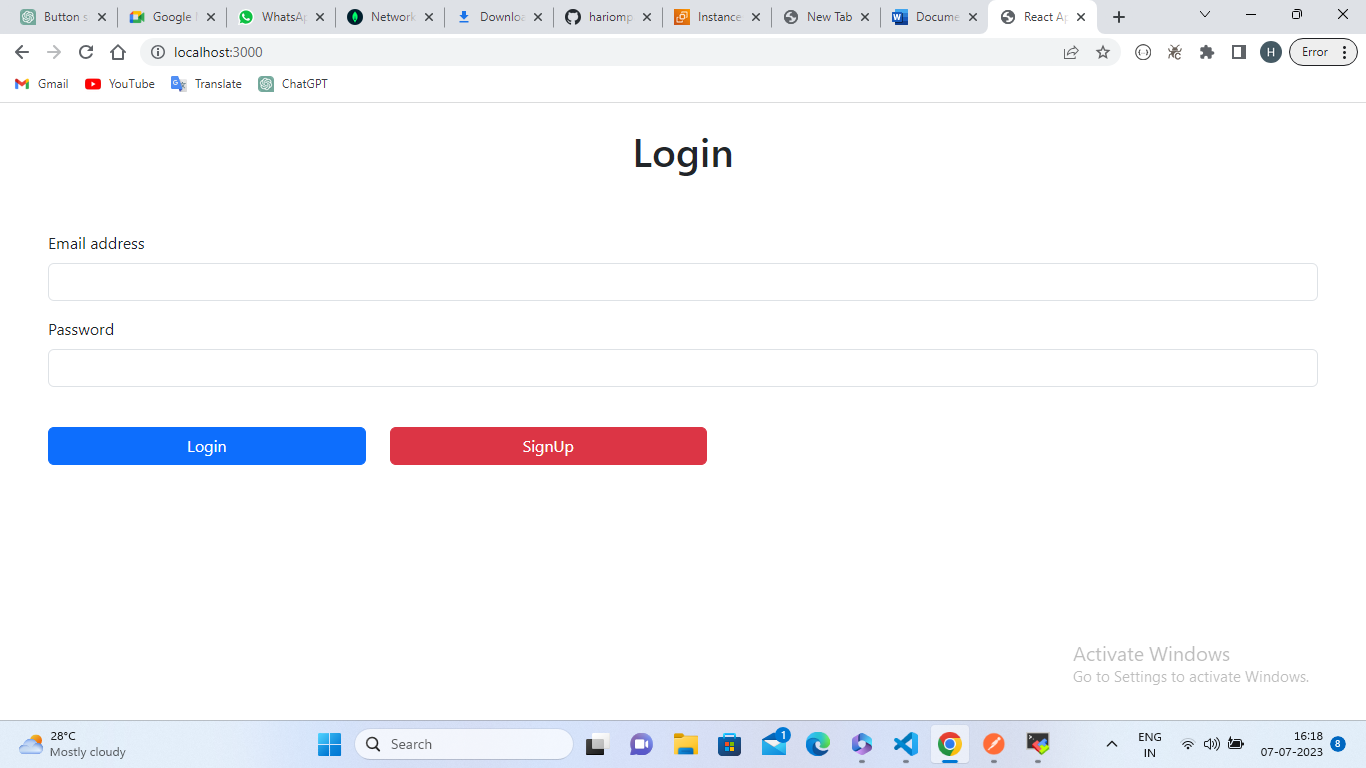 Button s
Google
WhatsAp
Network
Downloa
hariomp
Instance
New Tab
Docume
React Ap
localhost:3000
H
Error
Gmail
YouTube
Translate
ChatGPT
Login
Email address
Password
Login
SignUp
Activate Windows
Go to Settings to activate Windows.
28°C
Mostly cloudy
Search
1
ENG
IN
16:18
07-07-2023
8